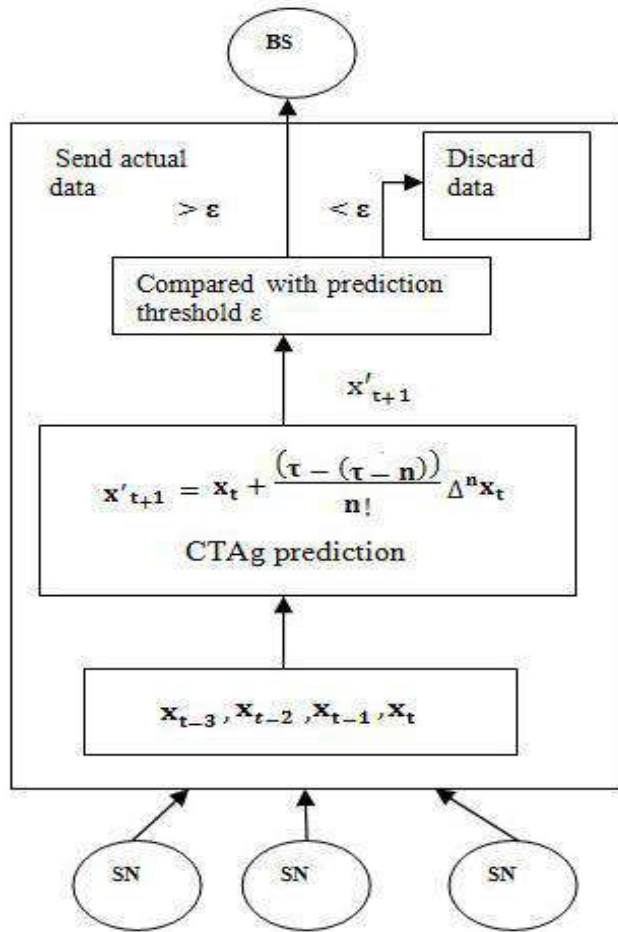 BS
Send actual
data
Discard
data
> ε
< ε
Compared with prediction
threshold ε
x′ₜ₊₁
x′ₜ₊₁ = xₜ + (τ − (τ − n)) / n! Δⁿxₜ
CTAg prediction
xₜ₋₃ , xₜ₋₂ , xₜ₋₁ , xₜ
SN
SN
SN